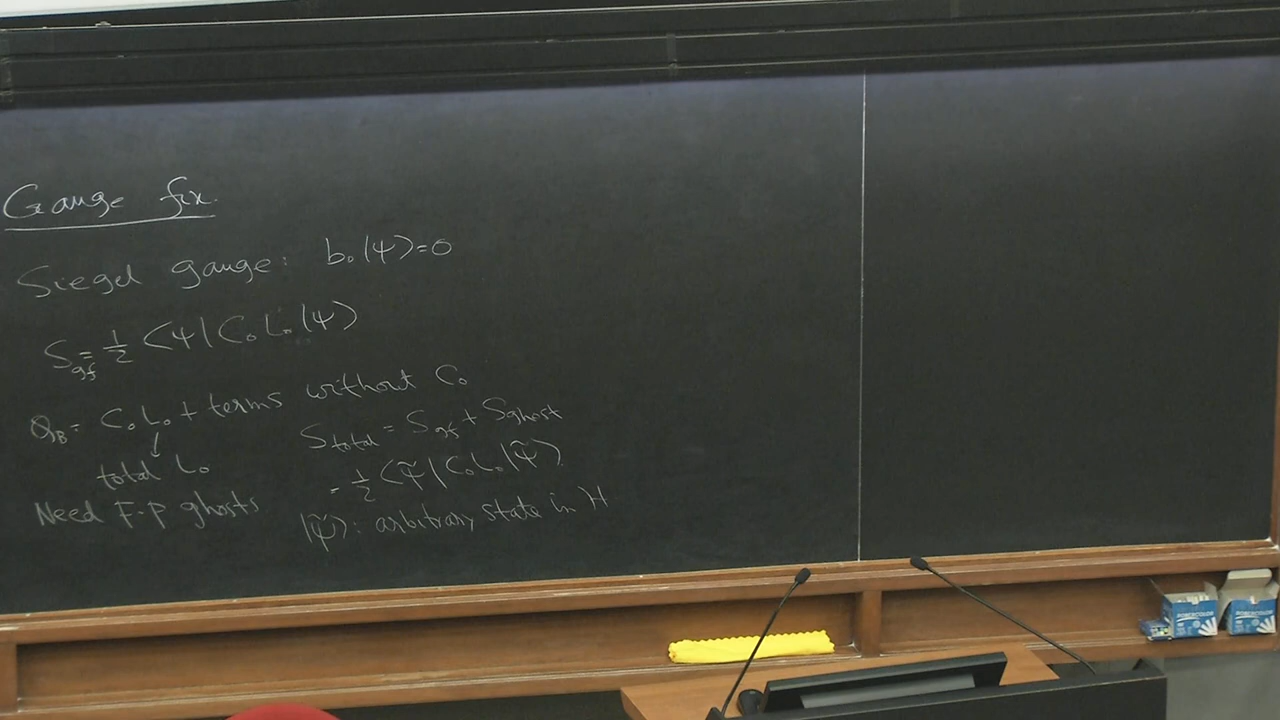 Gauge fix.
Siegel gauge: b₀|ψ⟩=0
S_gf = 1/2 ⟨ψ|C₀L₀|ψ⟩
Q_B = C₀L₀ + terms without C₀
↓
total L₀
Need F-P ghosts
S_total = S_gf + S_ghost
= 1/2 ⟨ψ̃|C₀L₀|ψ̃⟩.
|ψ̃⟩: arbitrary state in H